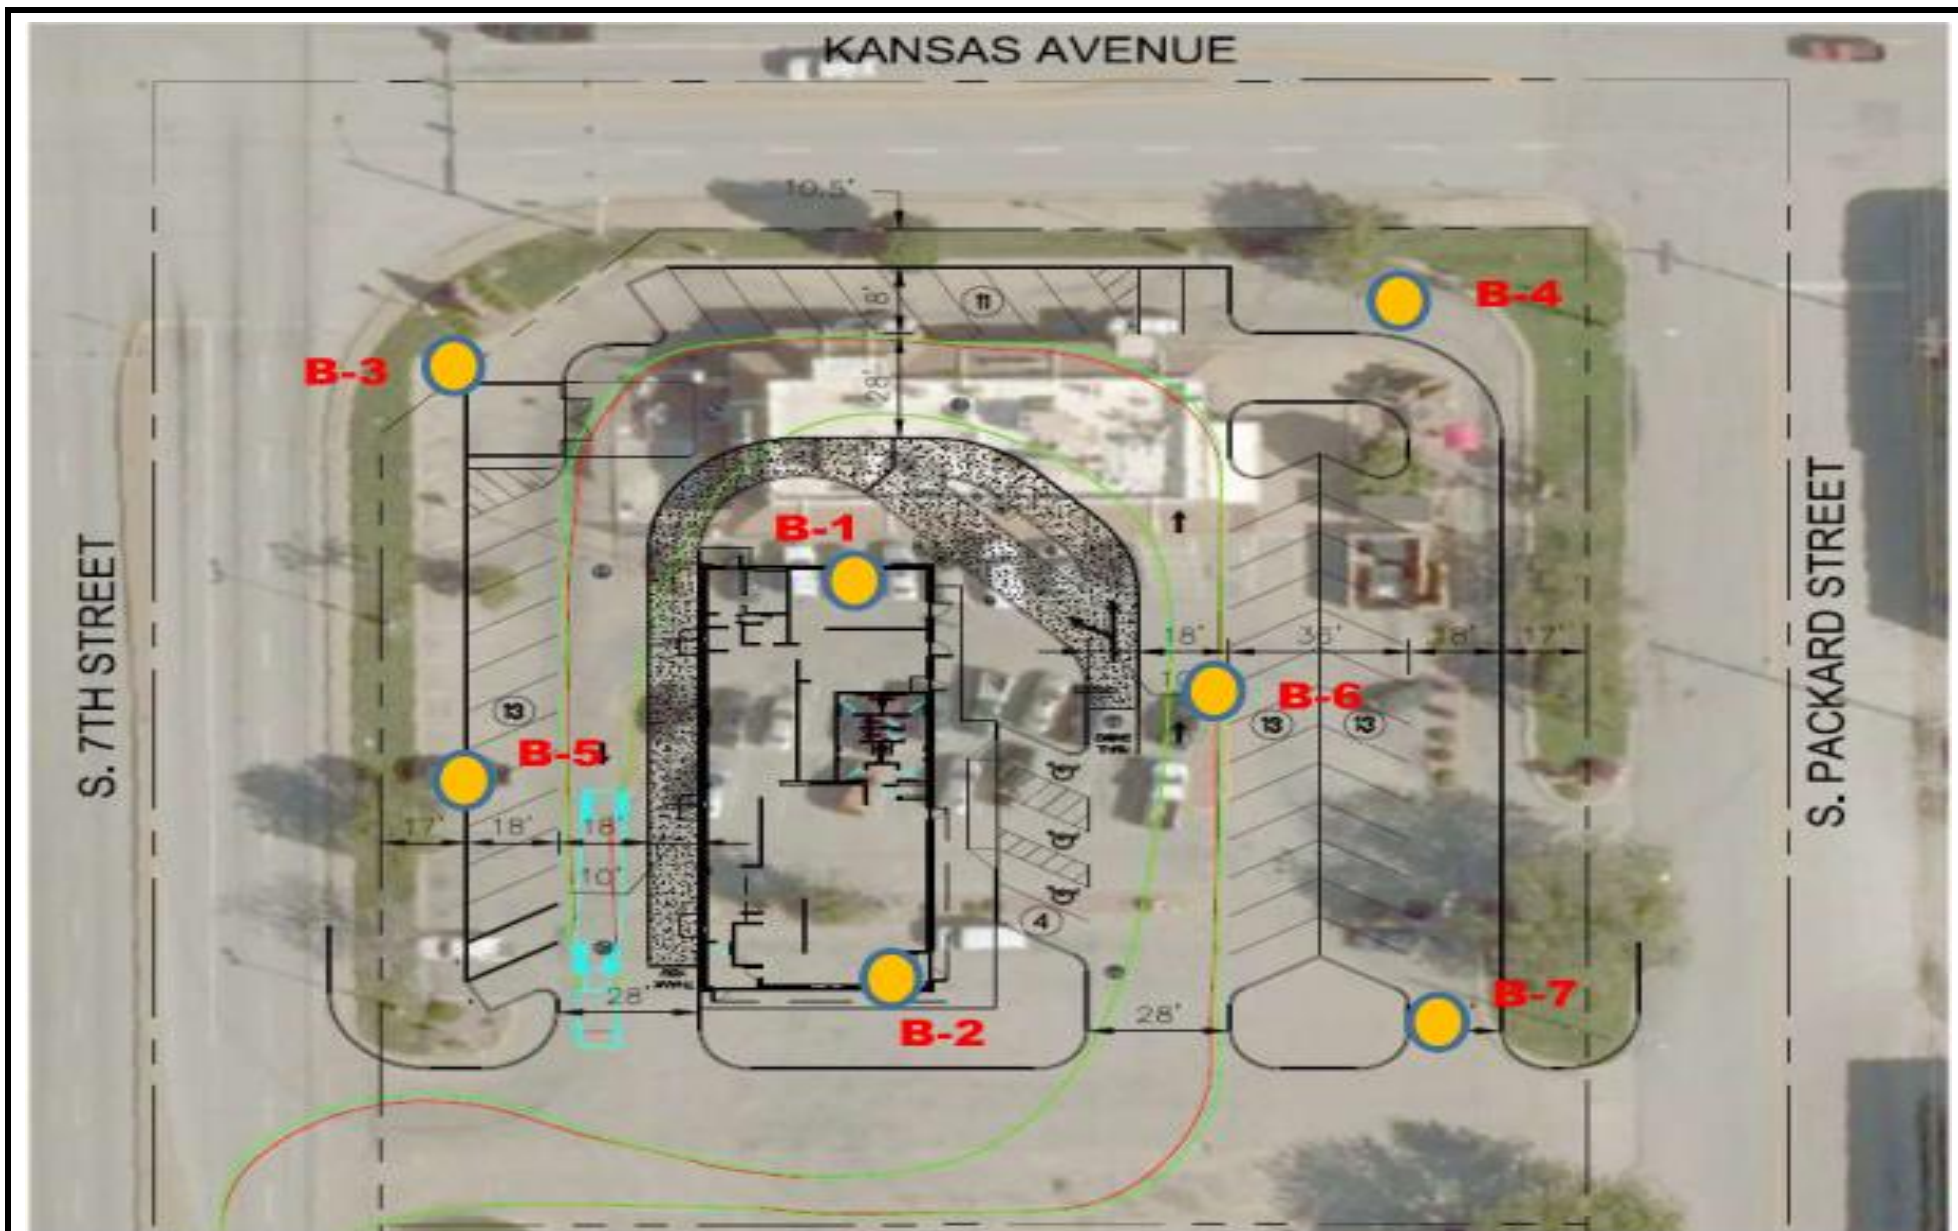 KANSAS AVENUE
10.5'
18'
11
B-4
B-3
28'
B-1
S. 7TH STREET
S. PACKARD STREET
18'
36'
18'
17'
B-6
13
13
13
B-5
17'
18'
18'
10'
4
28'
B-7
B-2
28'